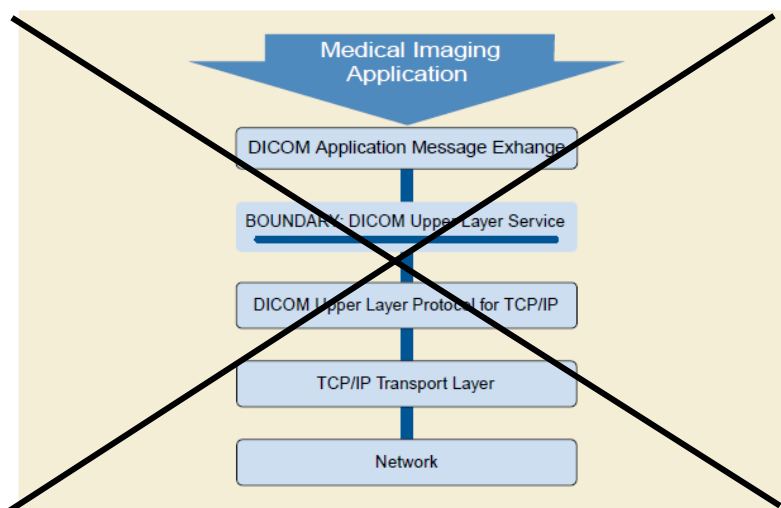 Medical Imaging
Application
DICOM Application Message Exhange
BOUNDARY: DICOM Upper Layer Service
DICOM Upper Layer Protocol for TCP/IP
TCP/IP Transport Layer
Network